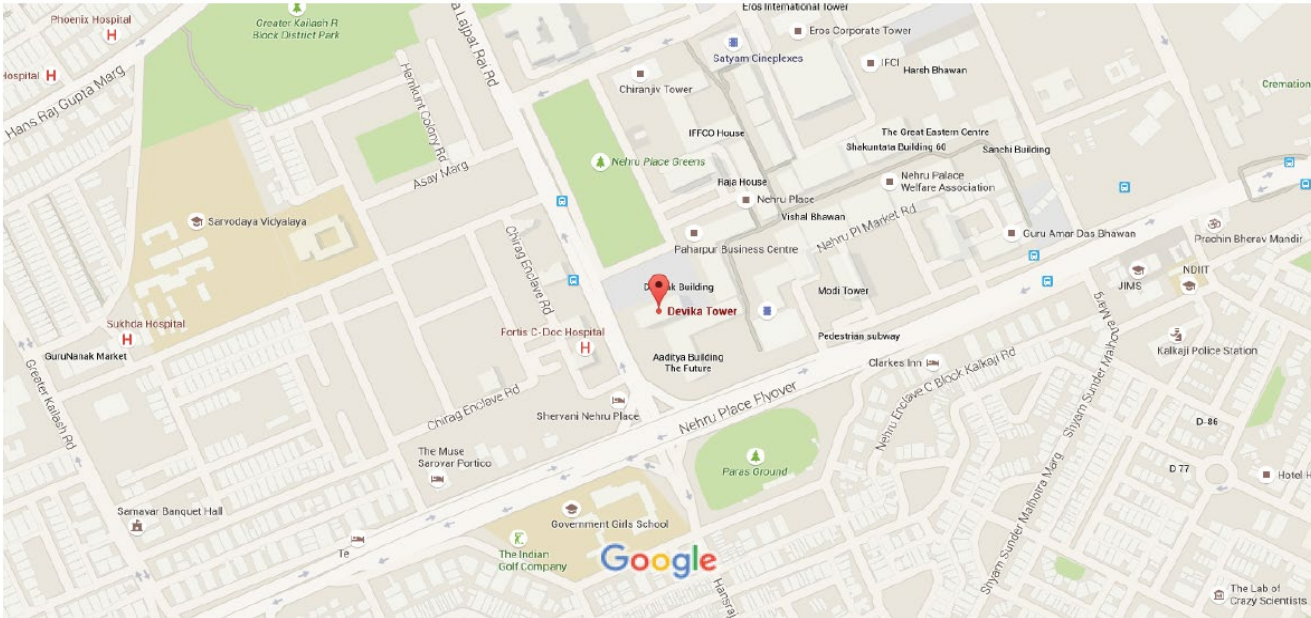 Eros International Tower
Phoenix Hospital
Greater Kailash R
Block District Park
a Lajpat Rai Rd
Eros Corporate Tower
Satyam Cineplexes
Hospital
IFCI
Harsh Bhawan
Hans Raj Gupta Marg
Hemkunt Colony Rd
Chiranjiv Tower
Cremation
IFFCO House
The Great Eastern Centre
Shakuntata Building 60
Sanchi Building
Nehru Place Greens
Asay Marg
Raja House
Nehru Palace
Welfare Association
Nehru Place
Vishal Bhawan
Sarvodaya Vidyalaya
Nehru Pl Market Rd
Chirag Enclave Rd
Paharpur Business Centre
Guru Amar Das Bhawan
Prachin Bherav Mandir
NDIIT
JIMS
Building
Modi Tower
Devika Tower
Sukhda Hospital
Fortis C-Doc Hospital
Pedestrian subway
GuruNanak Market
Kalkaji Police Station
Aaditya Building
The Future
Clarkes Inn
Greater Kailash Rd
Chirag Enclave Rd
Shervani Nehru Place
Nehru Place Flyover
Nehru Enclave C Block Kalkaji Rd
Shyam Sunder Malhotra Marg
D-86
The Muse
Sarovar Portico
Paras Ground
D 77
Hotel H
Samavar Banquet Hall
Government Girls School
Shyam Sunder Malhotra Marg
Te
The Indian
Golf Company
Google
Hansraj
The Lab of
Crazy Scientists